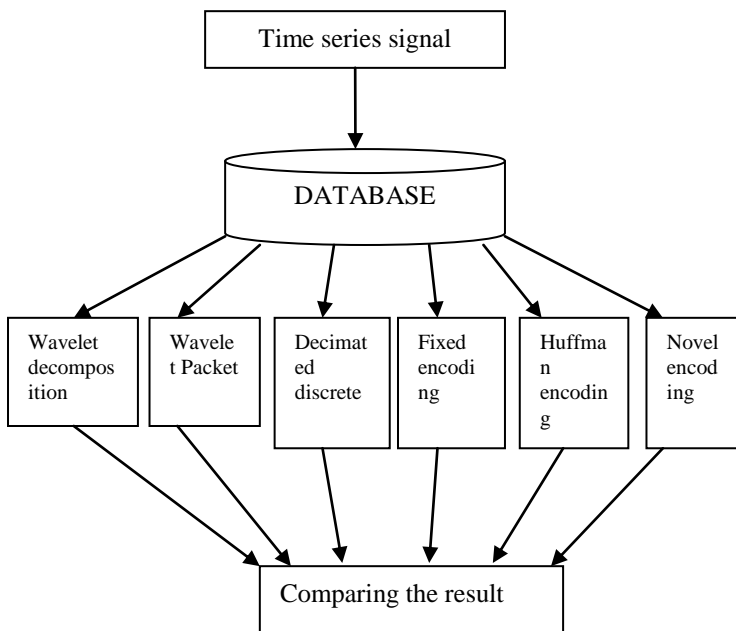 Time series signal
DATABASE
Wavelet
decompos
ition
Wavele
t Packet
Decimat
ed
discrete
Fixed
encodi
ng
Huffma
n
encodin
g
Novel
encod
ing
Comparing the result